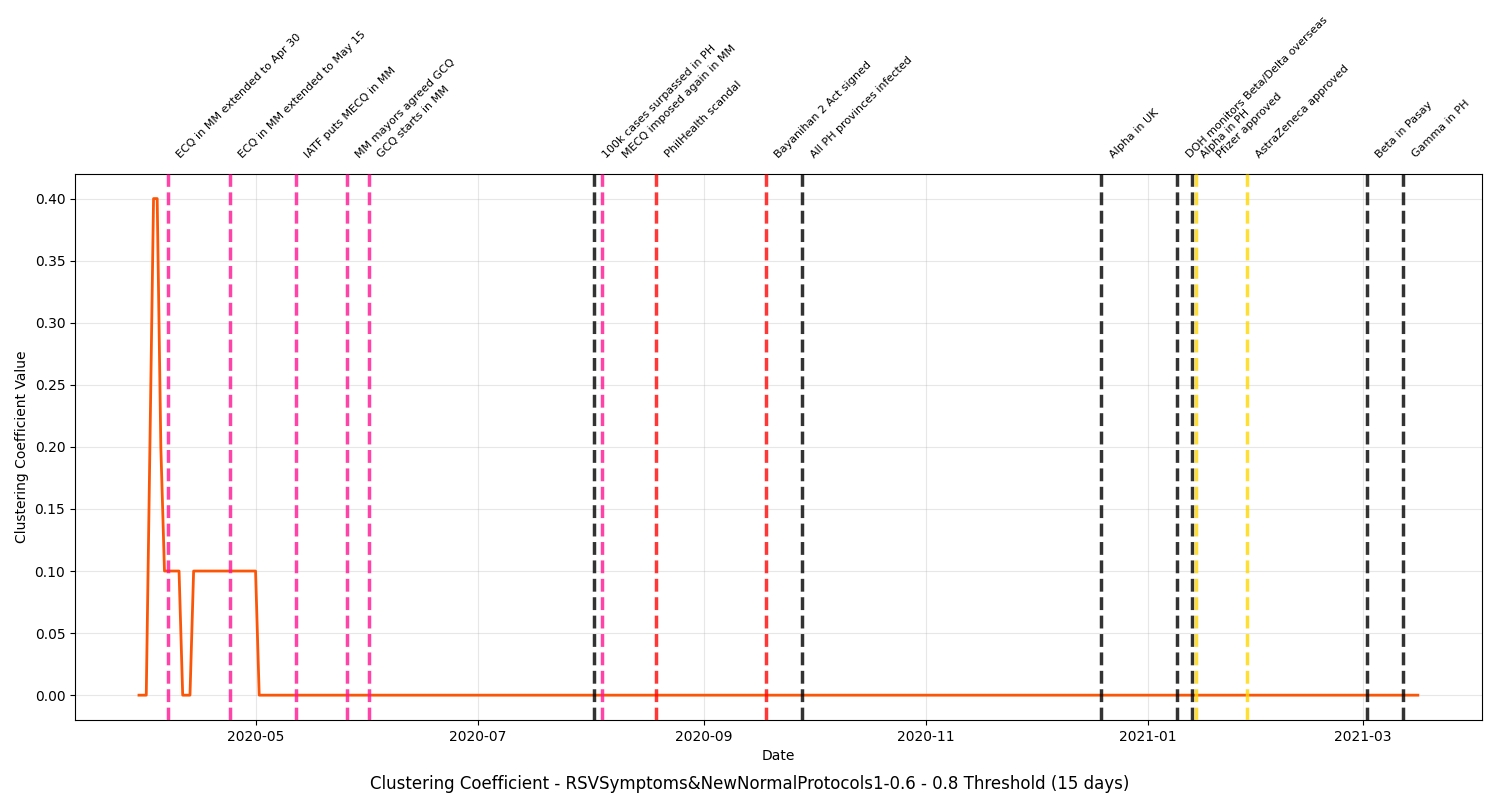 ECQ in MM extended to Apr 30
ECQ in MM extended to May 15
IATF puts MECQ in MM
MM mayors agreed GCQ
GCQ starts in MM
100k cases surpassed in PH
MECQ imposed again in MM
PhilHealth scandal
Bayanihan 2 Act signed
All PH provinces infected
Alpha in UK
DOH monitors Beta/Delta overseas
Alpha in PH
Pfizer approved
AstraZeneca approved
Beta in Pasay
Gamma in PH
Clustering Coefficient Value
0.40
0.35
0.30
0.25
0.20
0.15
0.10
0.05
0.00
2020-05
2020-07
2020-09
2020-11
2021-01
2021-03
Date
Clustering Coefficient - RSVSymptoms&NewNormalProtocols1-0.6 - 0.8 Threshold (15 days)